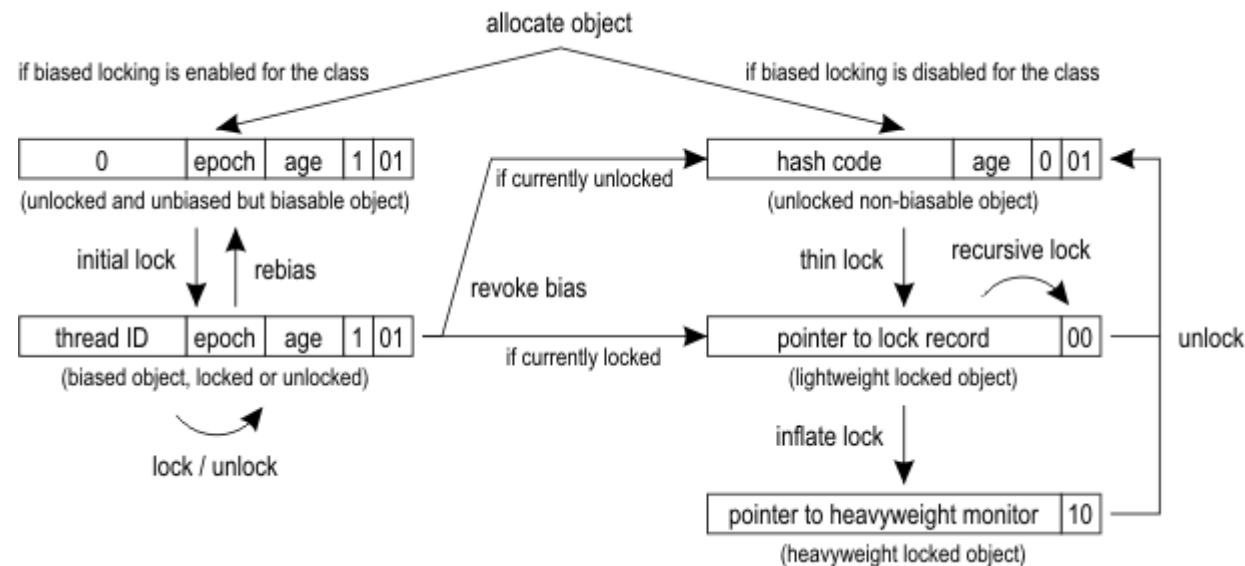 allocate object
if biased locking is enabled for the class
if biased locking is disabled for the class
0 epoch age 1 01
(unlocked and unbiased but biasable object)
if currently unlocked
hash code age 0 01
(unlocked non-biasable object)
initial lock
rebias
revoke bias
thin lock
recursive lock
thread ID epoch age 1 01
(biased object, locked or unlocked)
if currently locked
pointer to lock record 00
(lightweight locked object)
unlock
lock / unlock
inflate lock
pointer to heavyweight monitor 10
(heavyweight locked object)